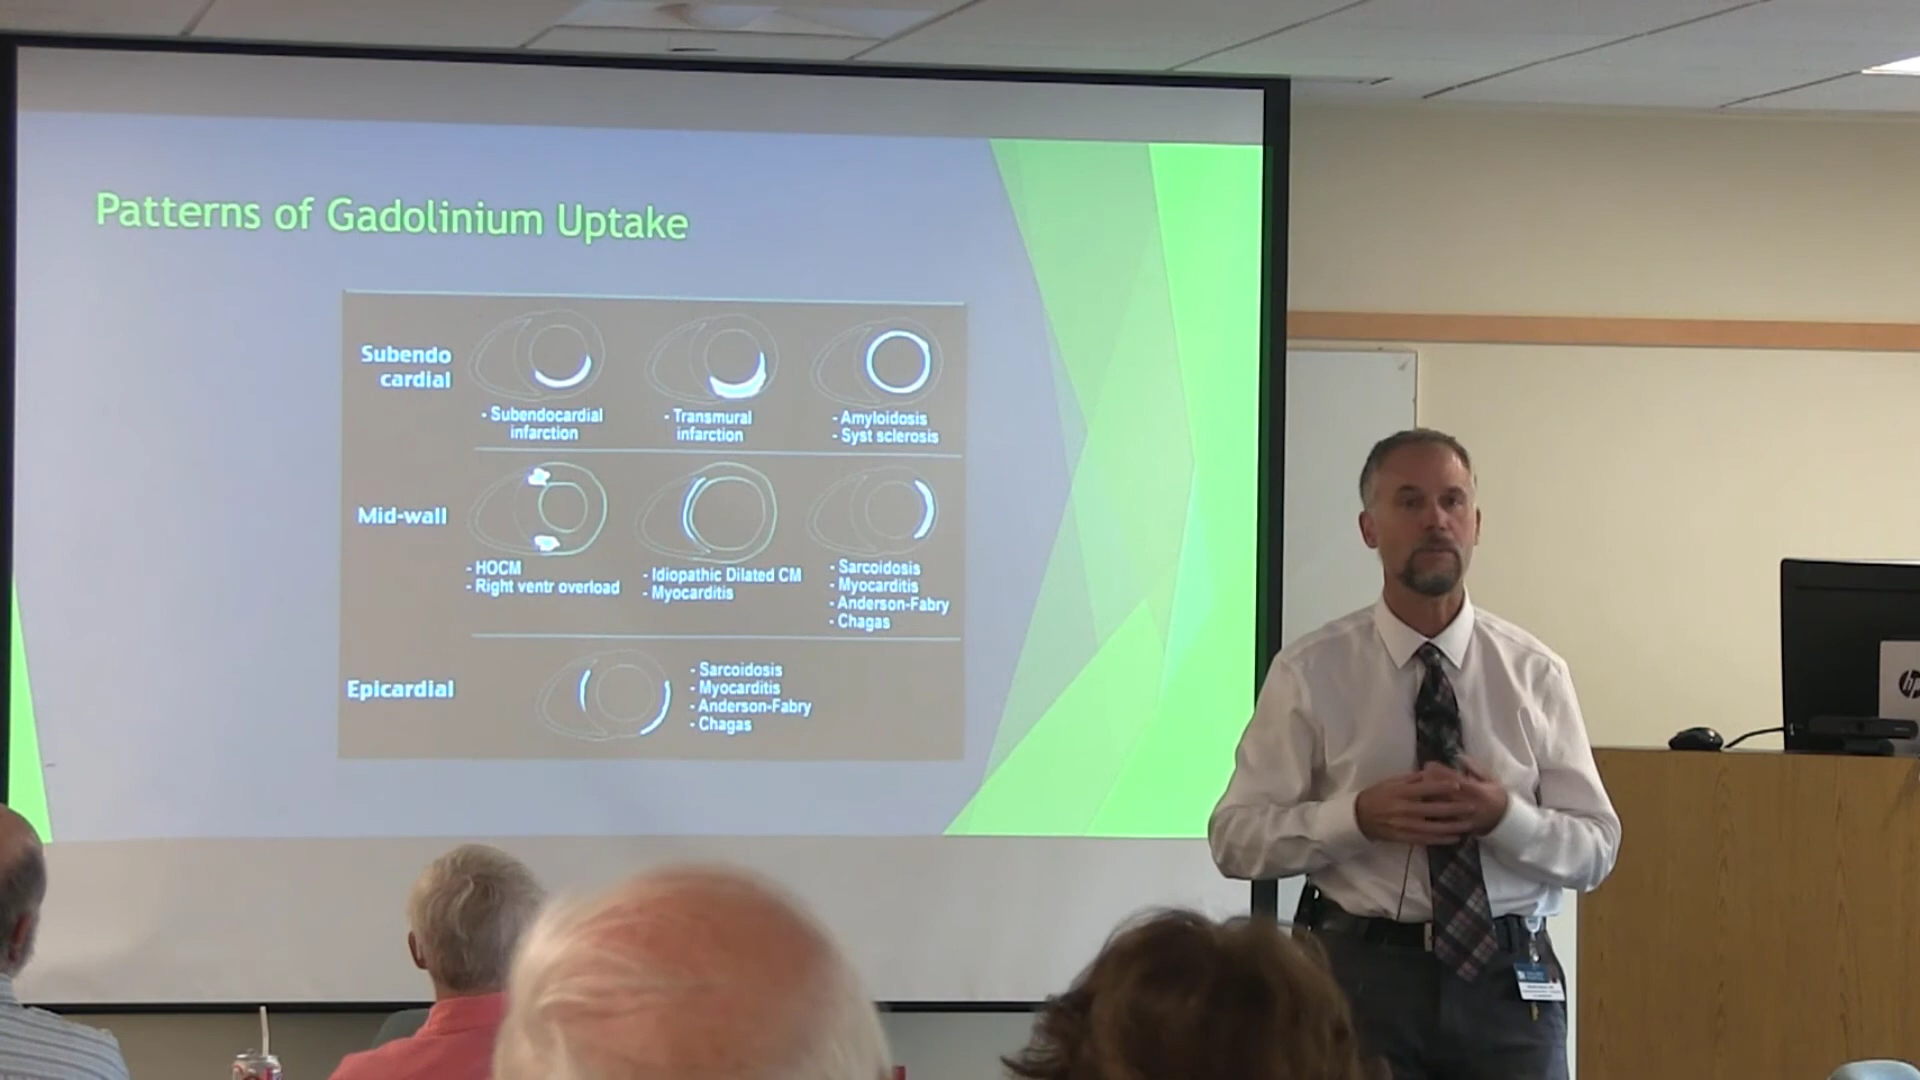 Patterns of Gadolinium Uptake
Subendo
cardial
- Subendocardial
infarction
- Transmural
infarction
- Amyloidosis
- Syst sclerosis
Mid-wall
- HOCM
- Right ventr overload
- Idiopathic Dilated CM
- Myocarditis
- Sarcoidosis
- Myocarditis
- Anderson-Fabry
- Chagas
Epicardial
- Sarcoidosis
- Myocarditis
- Anderson-Fabry
- Chagas
hp